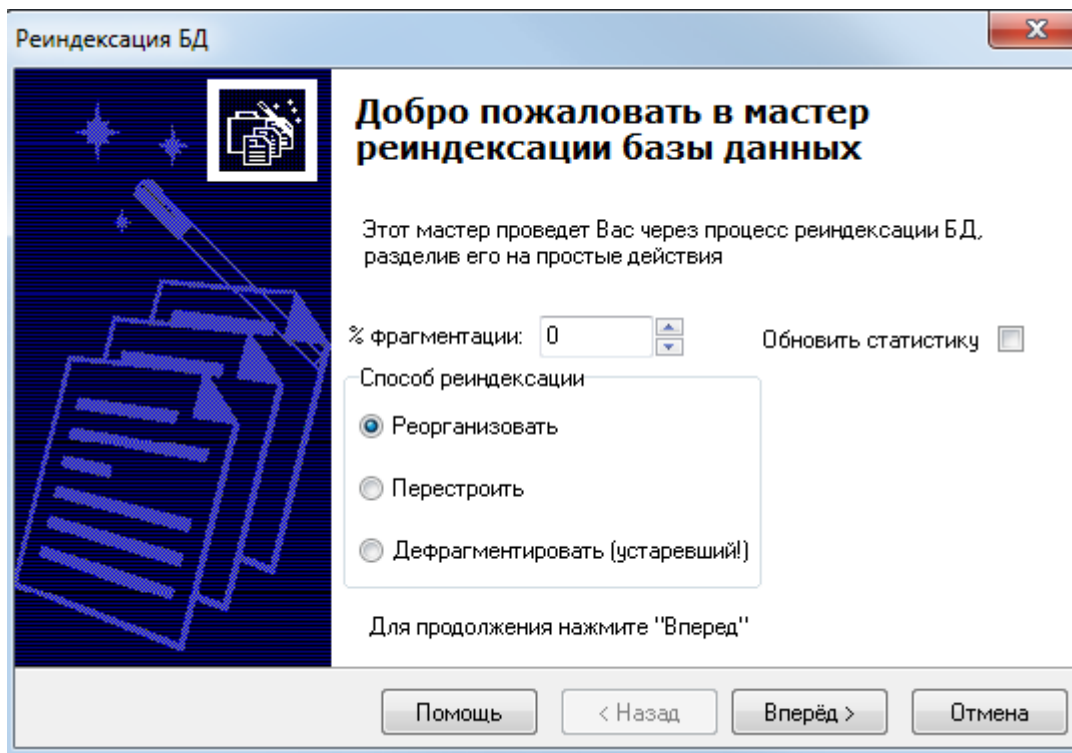 Реиндексация БД
Добро пожаловать в мастер
реиндексации базы данных
Этот мастер проведет Вас через процесс реиндексации БД,
разделив его на простые действия
% фрагментации: 0 Обновить статистику
Способ реиндексации
Реорганизовать
Перестроить
Дефрагментировать (устаревший!)
Для продолжения нажмите "Вперед"
Помощь < Назад Вперёд > Отмена